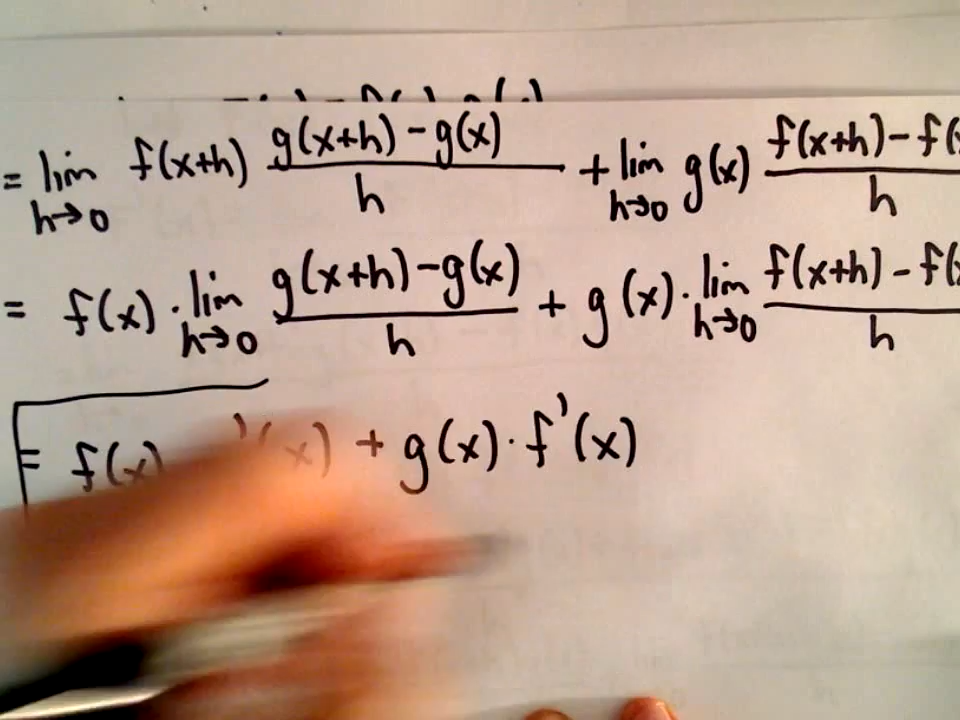 = lim h→0 f(x+h) g(x+h) - g(x) / h + lim h→0 g(x) f(x+h) - f( / h
= f(x) · lim h→0 g(x+h) - g(x) / h + g(x) · lim h→0 f(x+h) - f( / h
= f(x) '(x) + g(x) · f'(x)